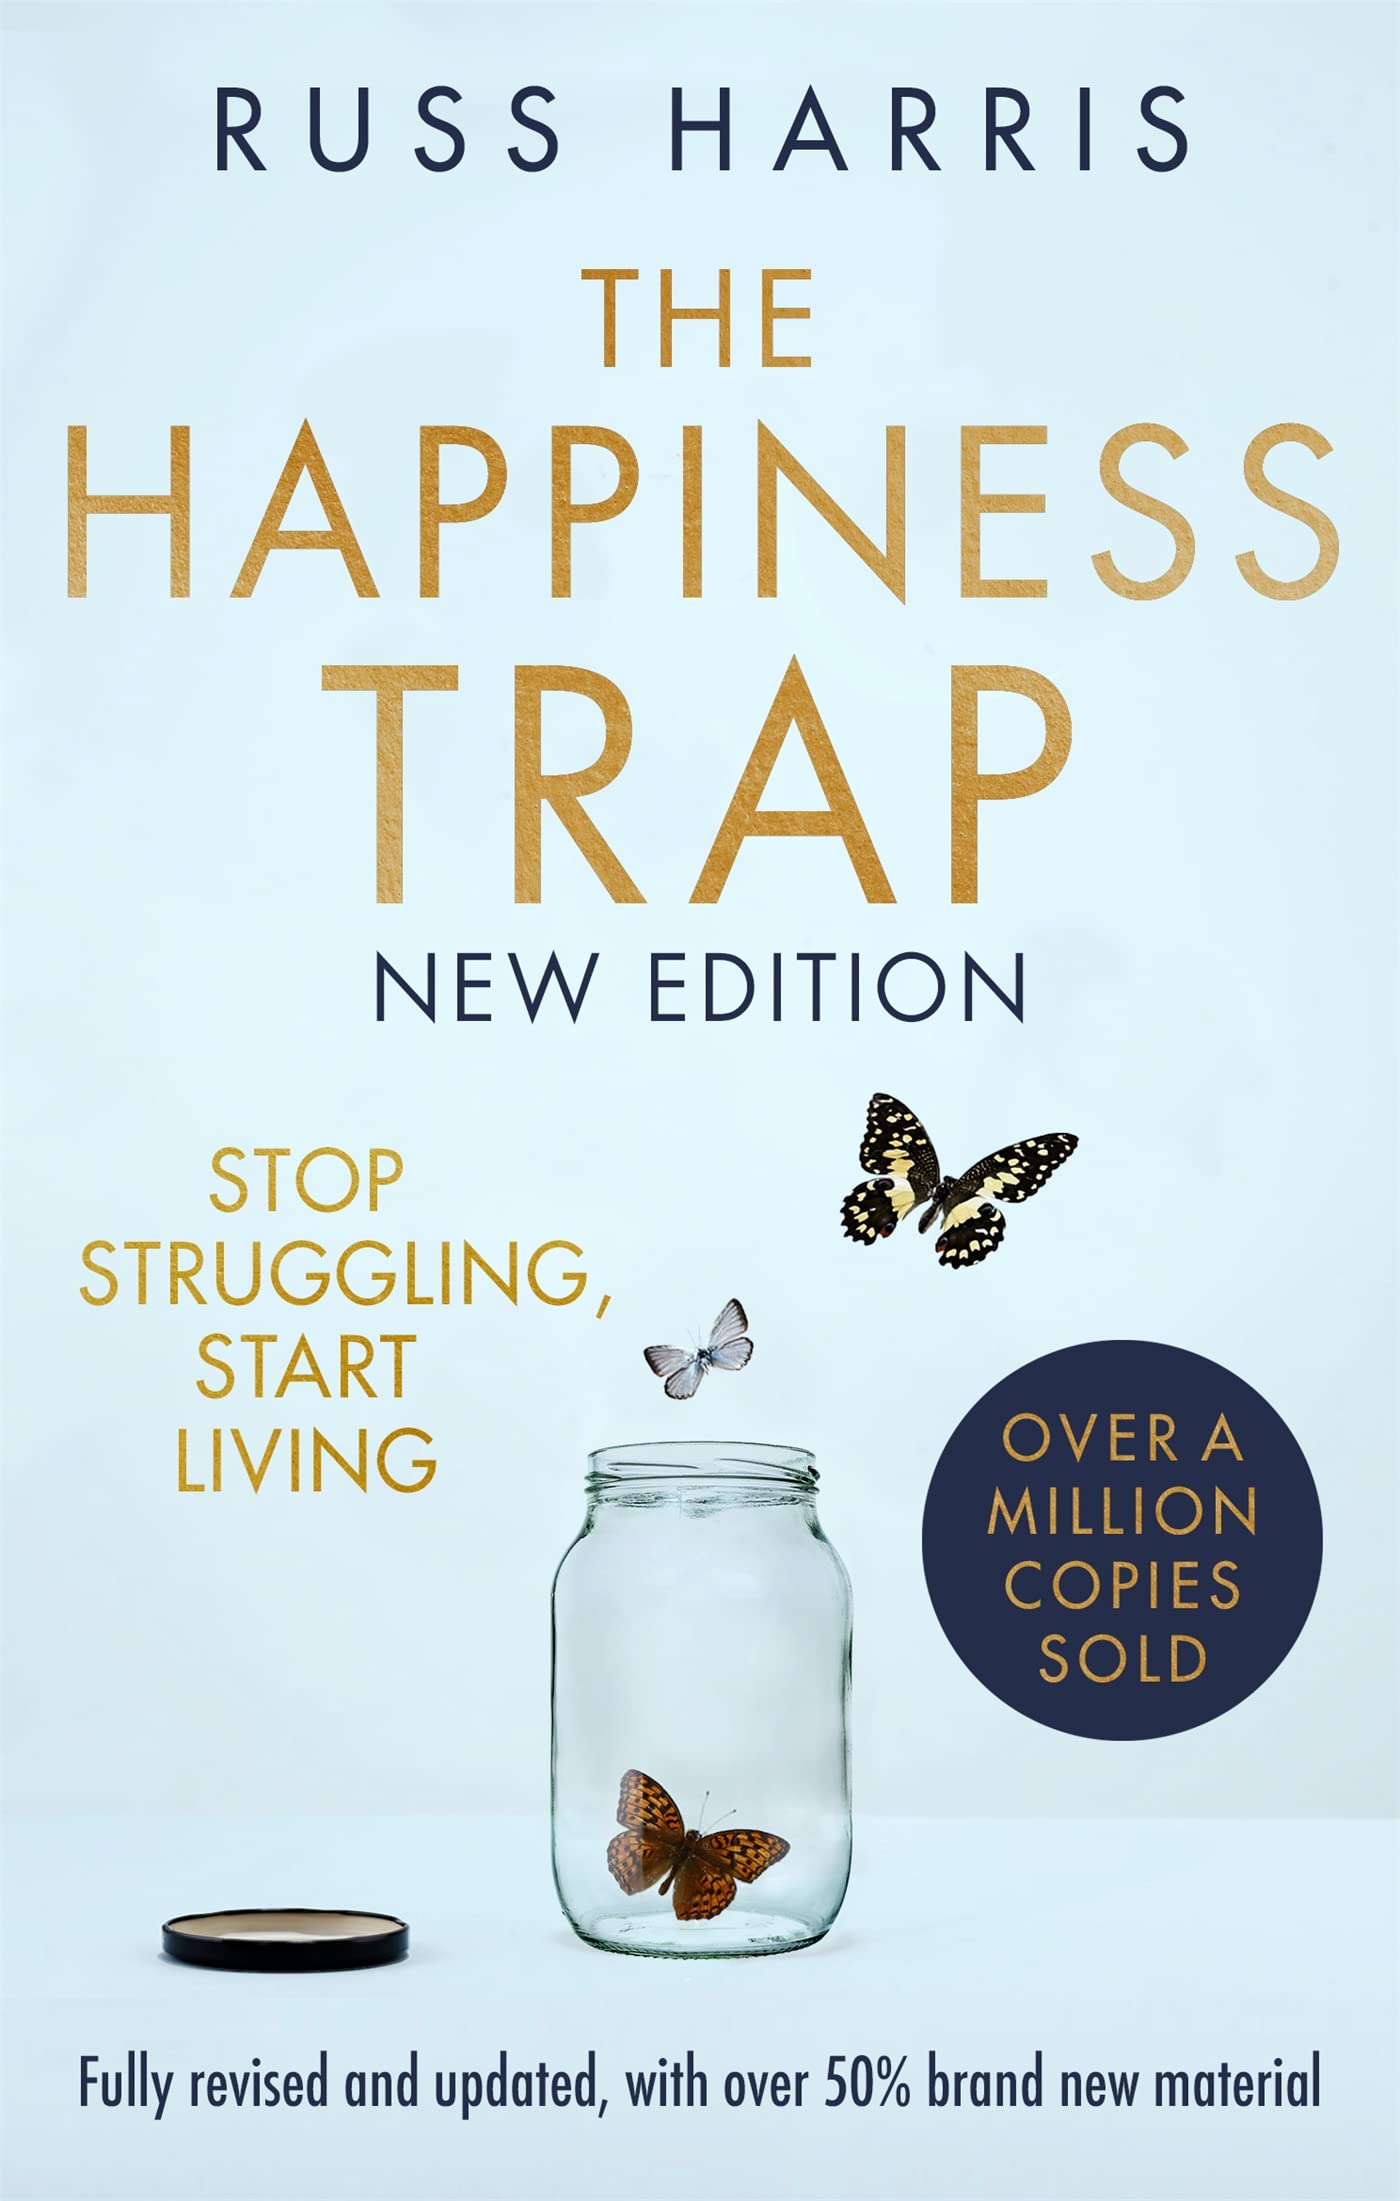 RUSS HARRIS
THE
HAPPINESS
TRAP
NEW EDITION
STOP
STRUGGLING,
START
LIVING
OVER A
MILLION
COPIES
SOLD
Fully revised and updated, with over 50% brand new material